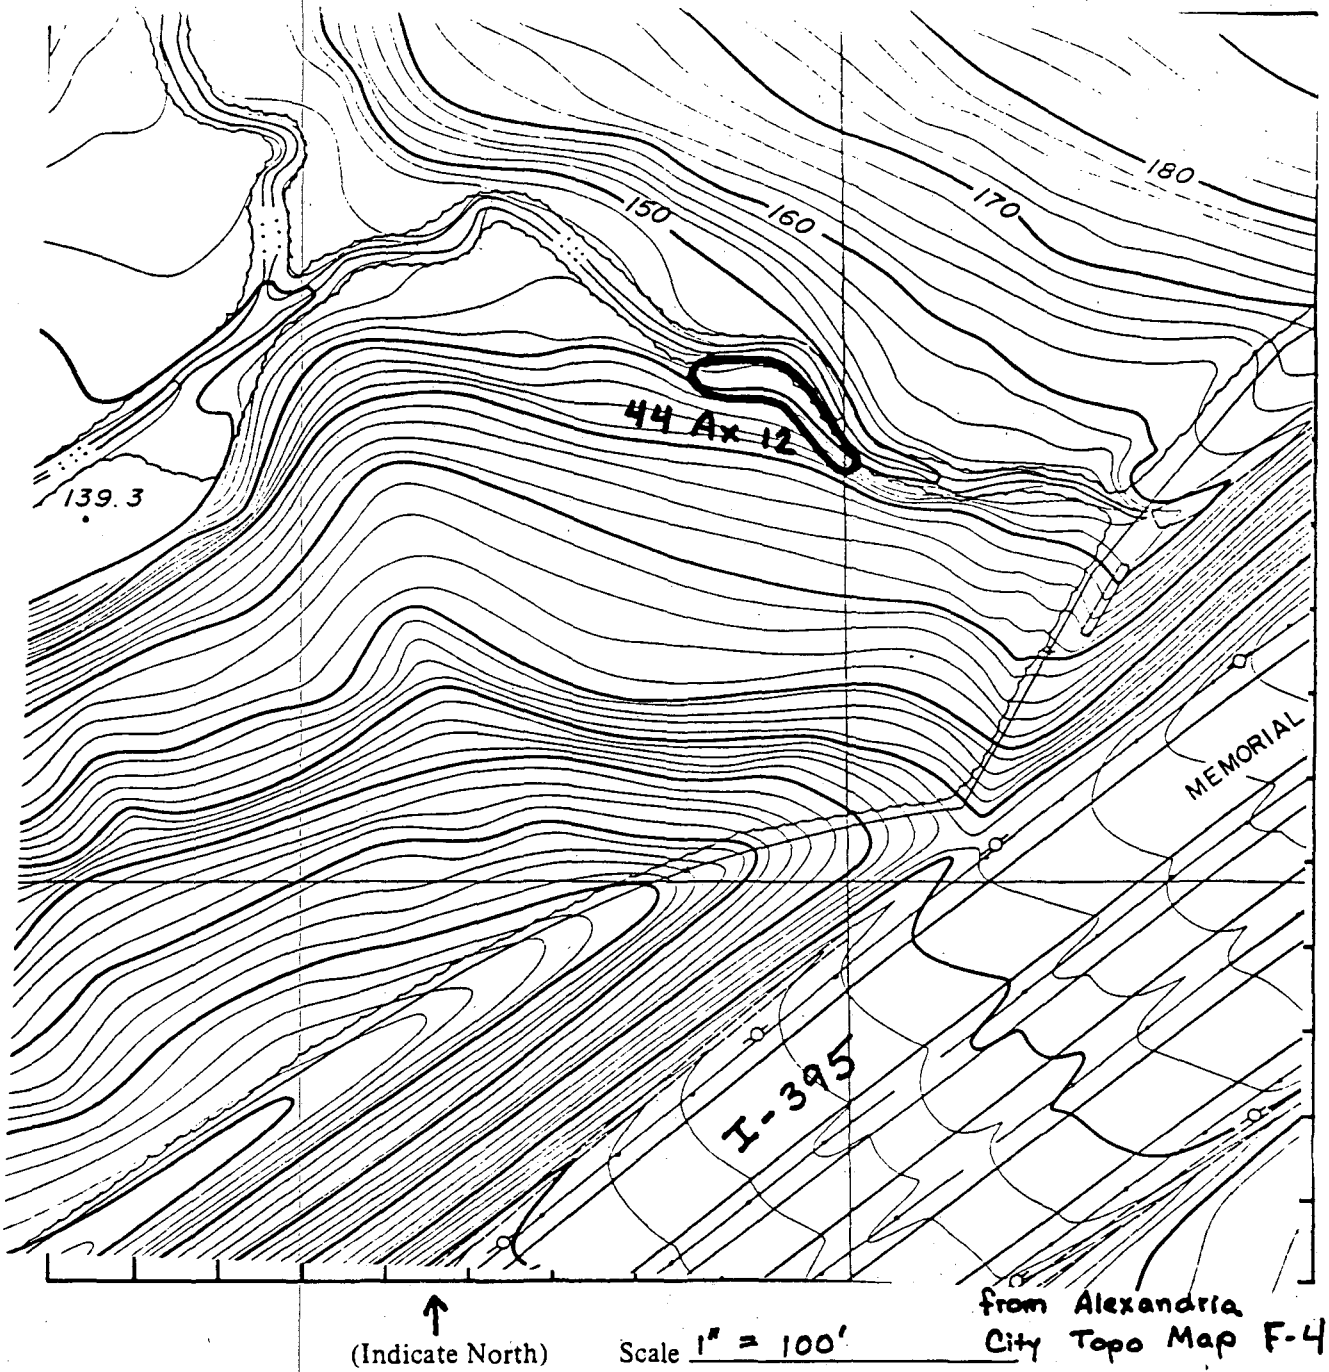 180
170
150
160
44 Ax 12
139.3
MEMORIAL
I-395
from Alexandria
City Topo Map F-4
(Indicate North)
Scale 1" = 100'